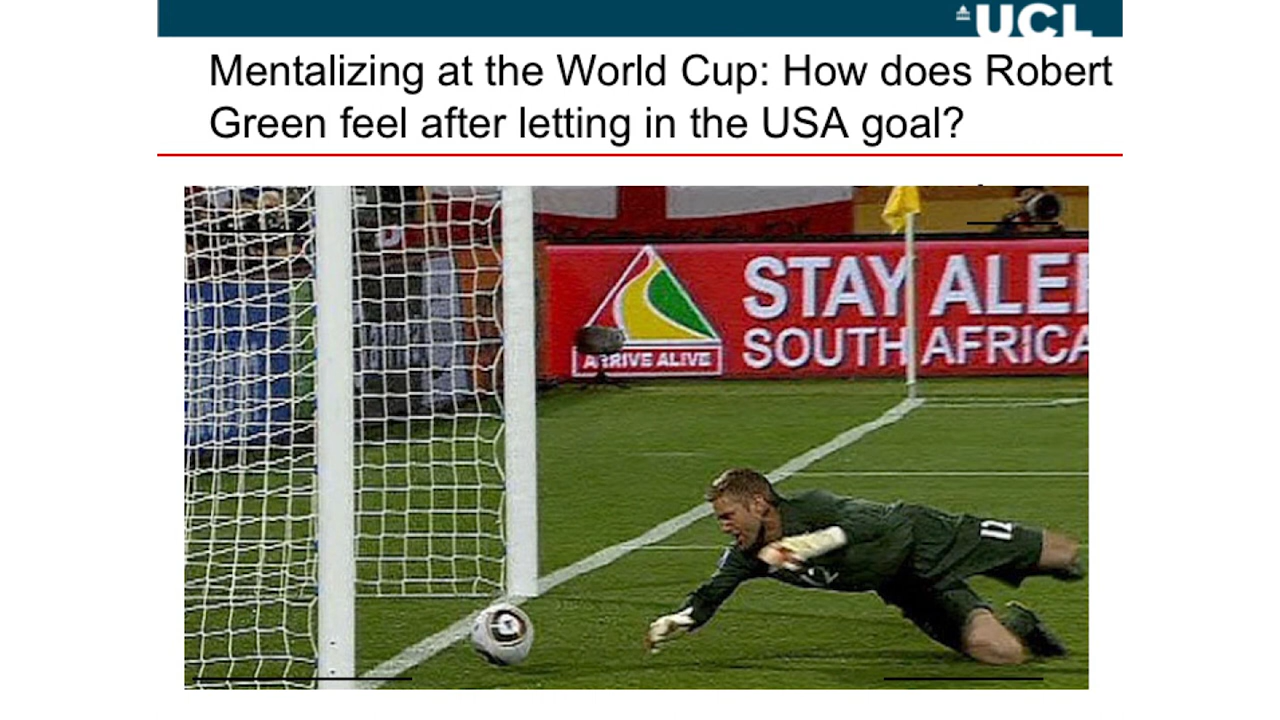 UCL
Mentalizing at the World Cup: How does Robert
Green feel after letting in the USA goal?
STAY ALE
ARRIVE ALIVE
SOUTH AFRICA
12